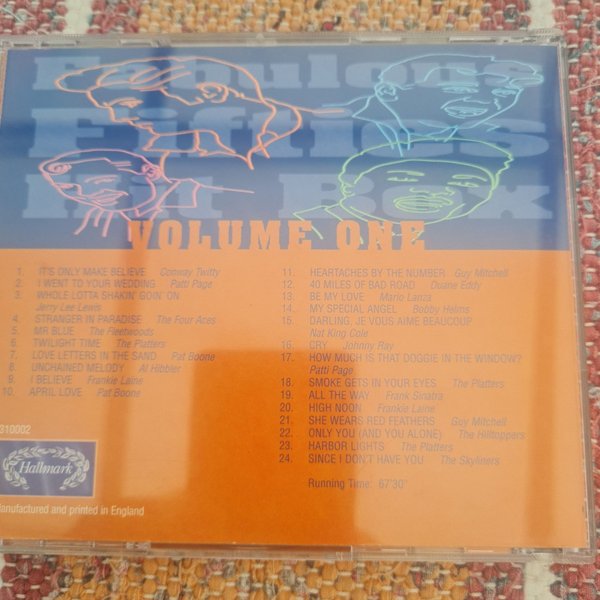 Fabulous
Fifties
Hit Box
VOLUME ONE
1. IT'S ONLY MAKE BELIEVE Conway Twitty
2. I WENT TO YOUR WEDDING Patti Page
3. WHOLE LOTTA SHAKIN' GOIN' ON
Jerry Lee Lewis
4. STRANGER IN PARADISE The Four Aces
5. MR BLUE The Fleetwoods
6. TWILIGHT TIME The Platters
7. LOVE LETTERS IN THE SAND Pat Boone
8. UNCHAINED MELODY Al Hibbler
9. I BELIEVE Frankie Laine
10. APRIL LOVE Pat Boone
11. HEARTACHES BY THE NUMBER Guy Mitchell
12. 40 MILES OF BAD ROAD Duane Eddy
13. BE MY LOVE Mario Lanza
14. MY SPECIAL ANGEL Bobby Helms
15. DARLING, JE VOUS AIME BEAUCOUP
Nat King Cole
16. CRY Johnny Ray
17. HOW MUCH IS THAT DOGGIE IN THE WINDOW?
Patti Page
18. SMOKE GETS IN YOUR EYES The Platters
19. ALL THE WAY Frank Sinatra
20. HIGH NOON Frankie Laine
21. SHE WEARS RED FEATHERS Guy Mitchell
22. ONLY YOU (AND YOU ALONE) The Hilltoppers
23. HARBOR LIGHTS The Platters
24. SINCE I DON'T HAVE YOU The Skyliners
Running Time: 67'30"
310002
Hallmark
Manufactured and printed in England